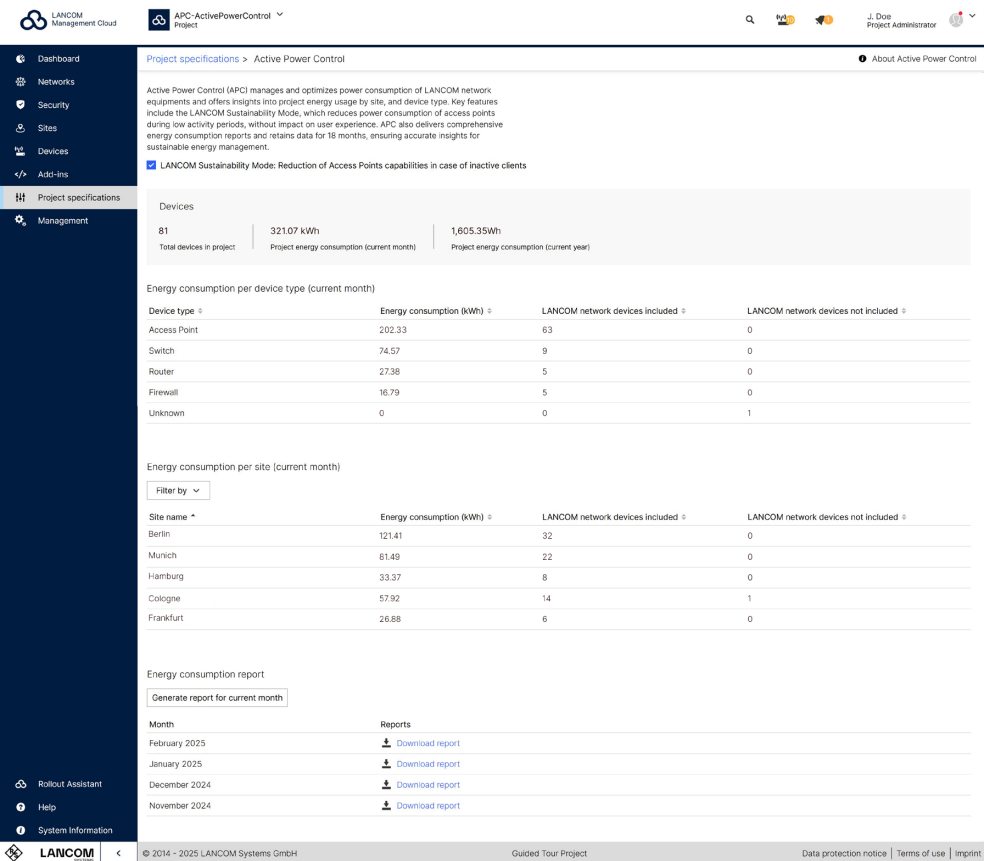 LANCOM
Management Cloud
APC-ActivePowerControl
Project
J. Doe
Project Administrator
Dashboard
Networks
Security
Sites
Devices
Add-ins
Project specifications
Management
Project specifications > Active Power Control
About Active Power Control
Active Power Control (APC) manages and optimizes power consumption of LANCOM network
equipments and offers insights into project energy usage by site, and device type. Key features
include the LANCOM Sustainability Mode, which reduces power consumption of access points
during low activity periods, without impact on user experience. APC also delivers comprehensive
energy consumption reports and retains data for 18 months, ensuring accurate insights for
sustainable energy management.
LANCOM Sustainability Mode: Reduction of Access Points capabilities in case of inactive clients
Devices
81 321.07 kWh 1,605.35Wh
Total devices in project Project energy consumption (current month) Project energy consumption (current year)
Energy consumption per device type (current month)
Device type Energy consumption (kWh) LANCOM network devices included LANCOM network devices not included
Access Point 202.33 63 0
Switch 74.57 9 0
Router 27.38 5 0
Firewall 16.79 5 0
Unknown 0 0 1
Energy consumption per site (current month)
Filter by
Site name Energy consumption (kWh) LANCOM network devices included LANCOM network devices not included
Berlin 121.41 32 0
Munich 81.49 22 0
Hamburg 33.37 8 0
Cologne 57.92 14 1
Frankfurt 26.88 6 0
Energy consumption report
Generate report for current month
Month Reports
February 2025 Download report
January 2025 Download report
December 2024 Download report
November 2024 Download report
Rollout Assistant
Help
System Information
LANCOM
SYSTEMS
© 2014 - 2025 LANCOM Systems GmbH
Guided Tour Project
Data protection notice | Terms of use | Imprint